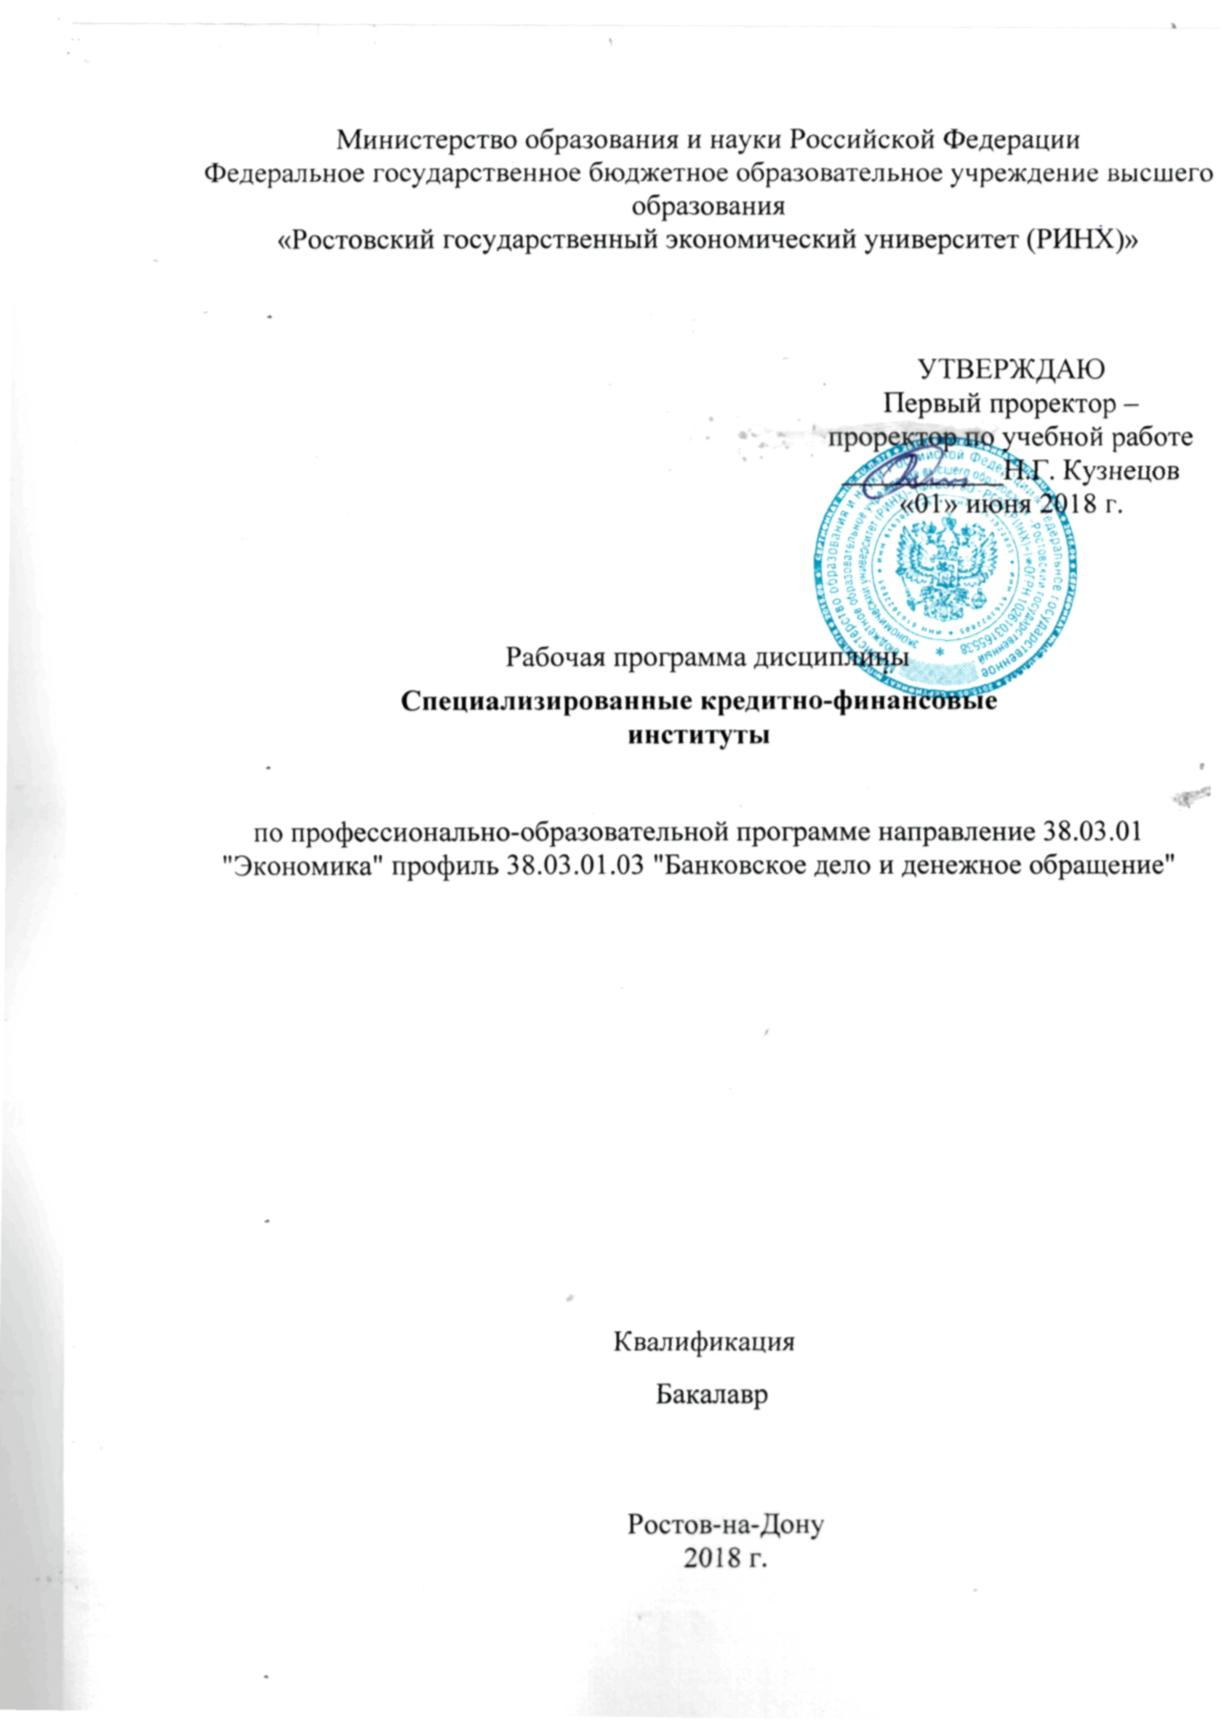 Министерство образования и науки Российской Федерации
Федеральное государственное бюджетное образовательное учреждение высшего
образования
«Ростовский государственный экономический университет (РИНХ)»
УТВЕРЖДАЮ
Первый проректор –
проректор по учебной работе
Н.Г. Кузнецов
«01» июня 2018 г.
Рабочая программа дисциплины
Специализированные кредитно-финансовые
институты
по профессионально-образовательной программе направление 38.03.01
"Экономика" профиль 38.03.01.03 "Банковское дело и денежное обращение"
Квалификация
Бакалавр
Ростов-на-Дону
2018 г.